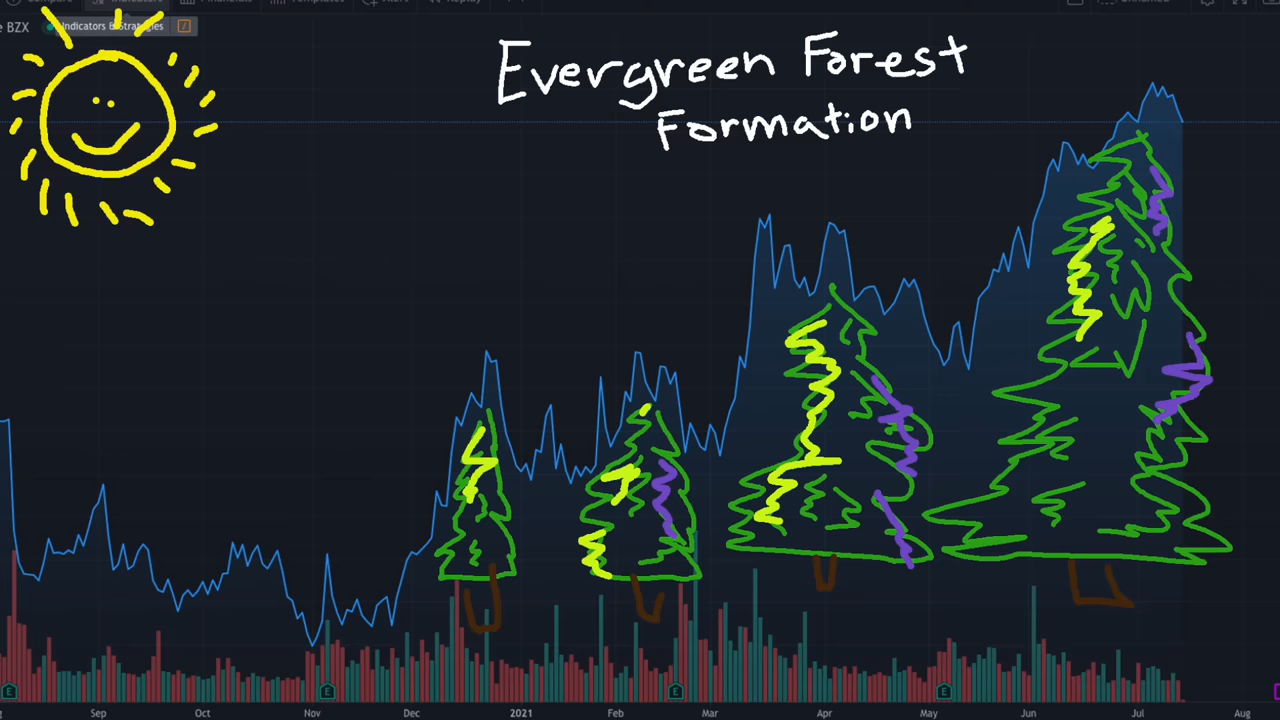 e BZX
Indicators & Strategies
Evergreen Forest
Formation
E
E
E
E
Sep
Oct
Nov
Dec
2021
Feb
Mar
Apr
May
Jun
Jul
Aug